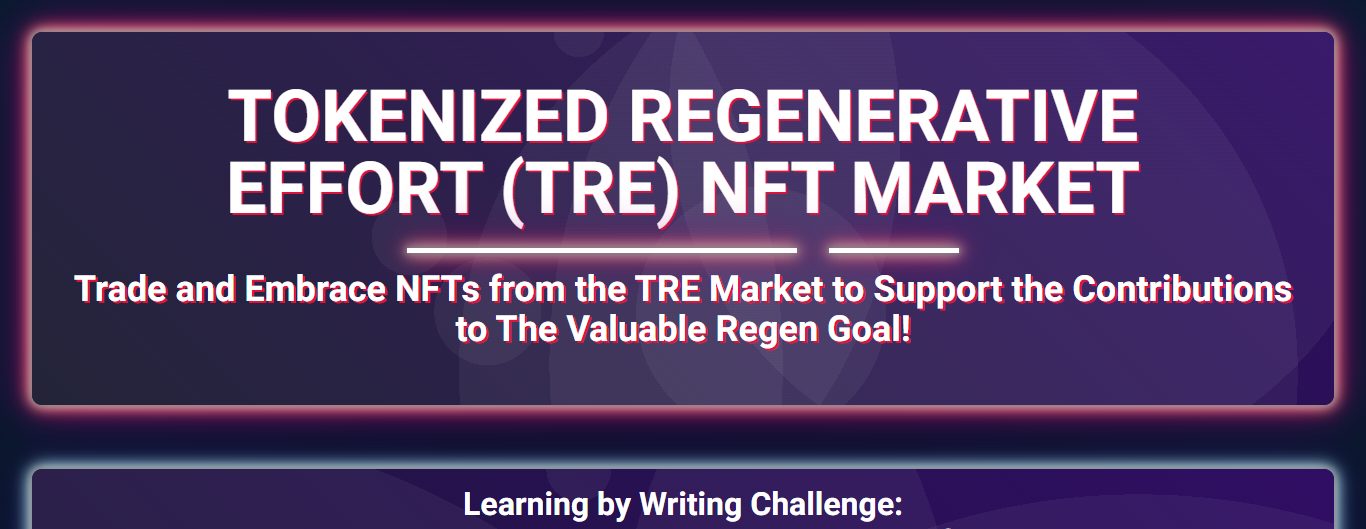 TOKENIZED REGENERATIVE
EFFORT (TRE) NFT MARKET
Trade and Embrace NFTs from the TRE Market to Support the Contributions
to The Valuable Regen Goal!
Learning by Writing Challenge: